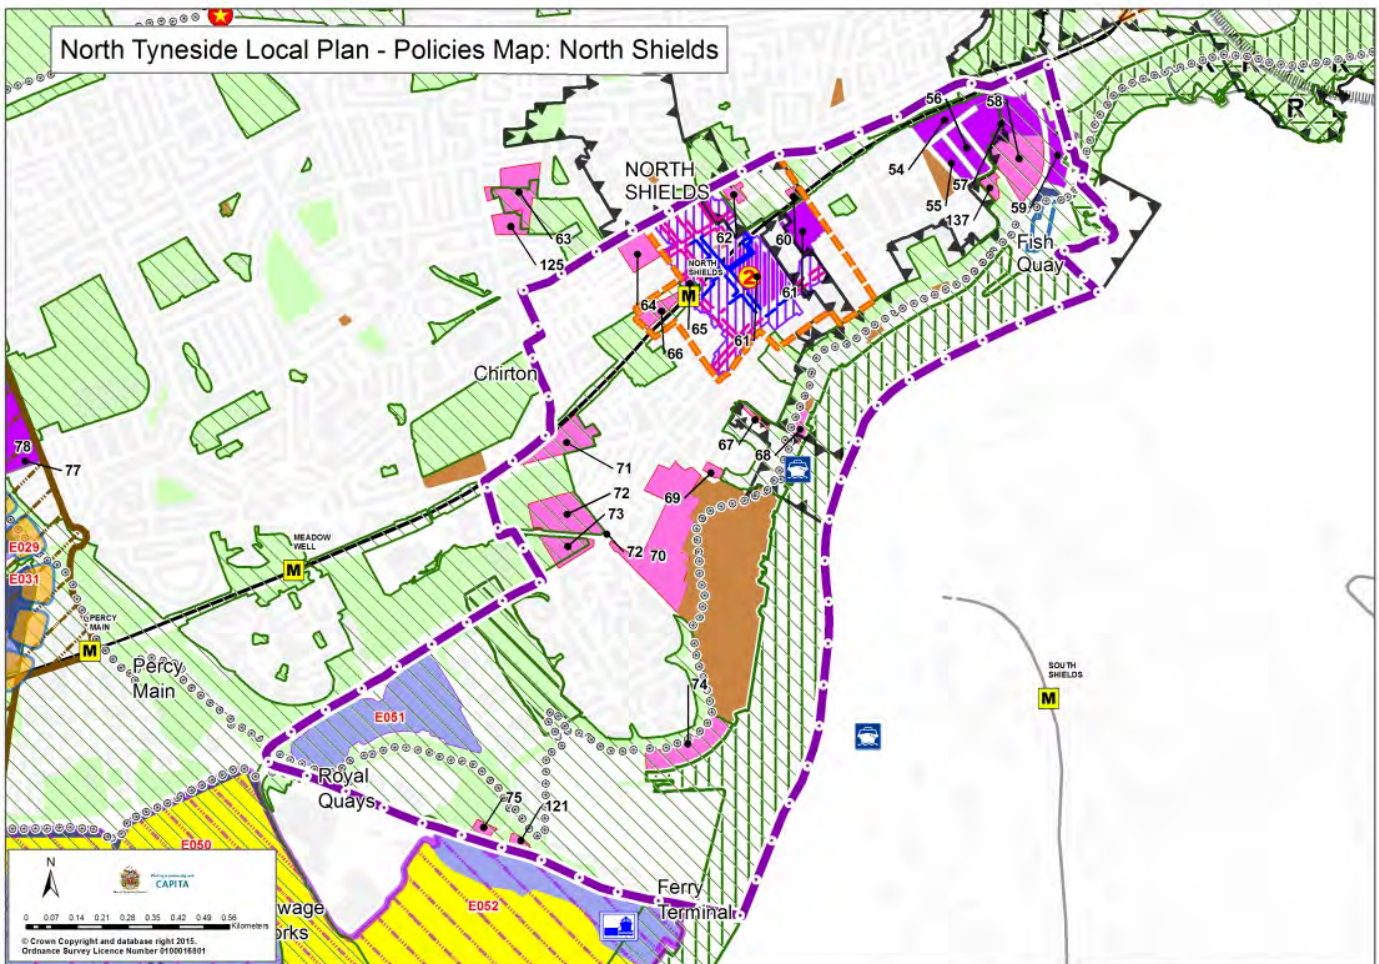 North Tyneside Local Plan - Policies Map: North Shields
R
56
58
54
57
55
137
59
Fish
Quay
NORTH
SHIELDS
63
125
62
60
NORTH
SHIELDS
2
M
61
64
65
61
66
Chirton
67
68
71
69
72
73
72
70
78
77
E029
E031
MEADOW
WELL
M
PERCY
MAIN
M
Percy
Main
SOUTH
SHIELDS
M
74
E051
Royal
Quays
75
121
E050
E052
Ferry
Terminal
wage
orks
N
CAPITA
0 0.07 0.14 0.21 0.28 0.35 0.42 0.49 0.56
Kilometers
© Crown Copyright and database right 2015.
Ordnance Survey Licence Number 0100016801